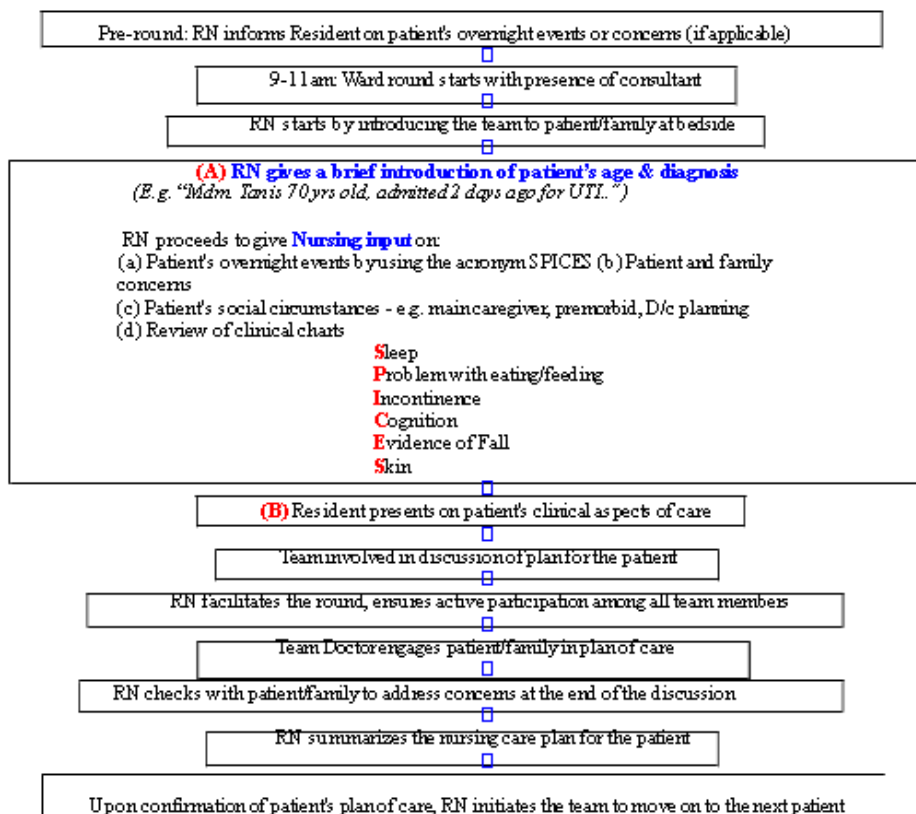 Pre-round: RN informs Resident on patient's overnight events or concerns (if applicable)
9-11am: Ward round starts with presence of consultant
RN starts by introducing the team to patient/family at bedside
(A) RN gives a brief introduction of patient's age & diagnosis
(E.g. “Mdm. Tan is 70 yrs old, admitted 2 days ago for UTI..”)
RN proceeds to give Nursing input on:
(a) Patient's overnight events by using the acronym SPICES (b) Patient and family
concerns
(c) Patient's social circumstances - e.g. main caregiver, premorbid, D/c planning
(d) Review of clinical charts
Sleep
Problem with eating/feeding
Incontinence
Cognition
Evidence of Fall
Skin
(B) Resident presents on patient's clinical aspects of care
Team involved in discussion of plan for the patient
RN facilitates the round, ensures active participation among all team members
Team Doctor engages patient/family in plan of care
RN checks with patient/family to address concerns at the end of the discussion
RN summarizes the nursing care plan for the patient
Upon confirmation of patient's plan of care, RN initiates the team to move on to the next patient